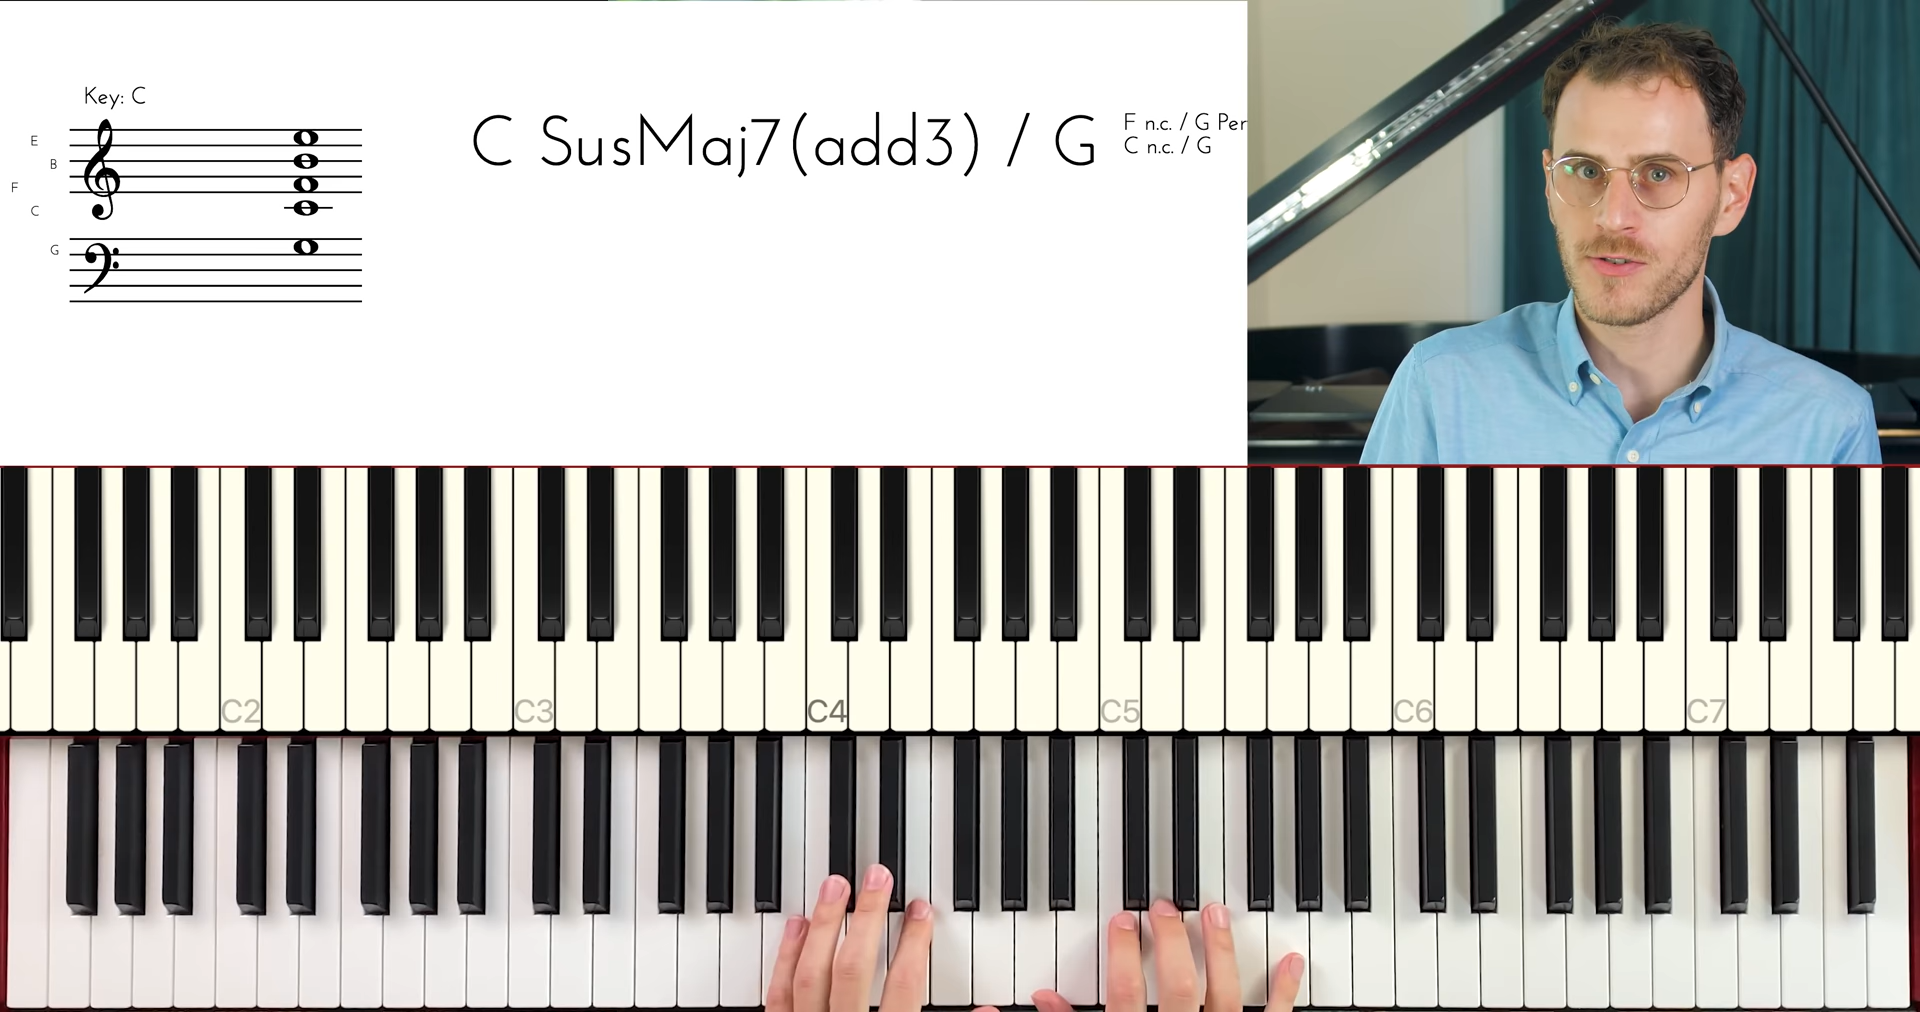 Key: C
E
B
F
C
G
C SusMaj7(add3) / G
F n.c. / G Per
C n.c. / G
C2 C3 C4 C5 C6 C7